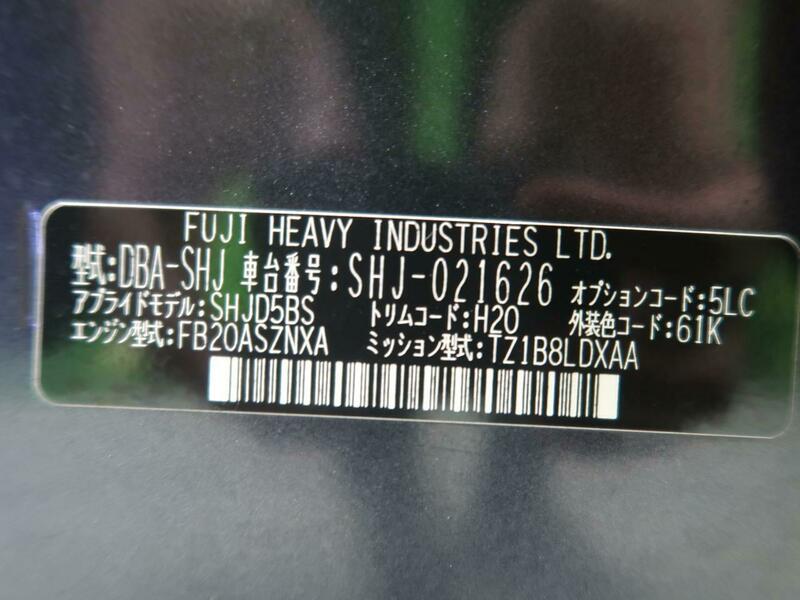 FUJI HEAVY INDUSTRIES LTD.
型式:DBA-SHJ 車台番号:SHJ-021626 オプションコード:5LC
アプライドモデル:SHJD5BS トリムコード:H20 外装色コード:61K
エンジン型式:FB20ASZNXA ミッション型式:TZ1B8LDXAA